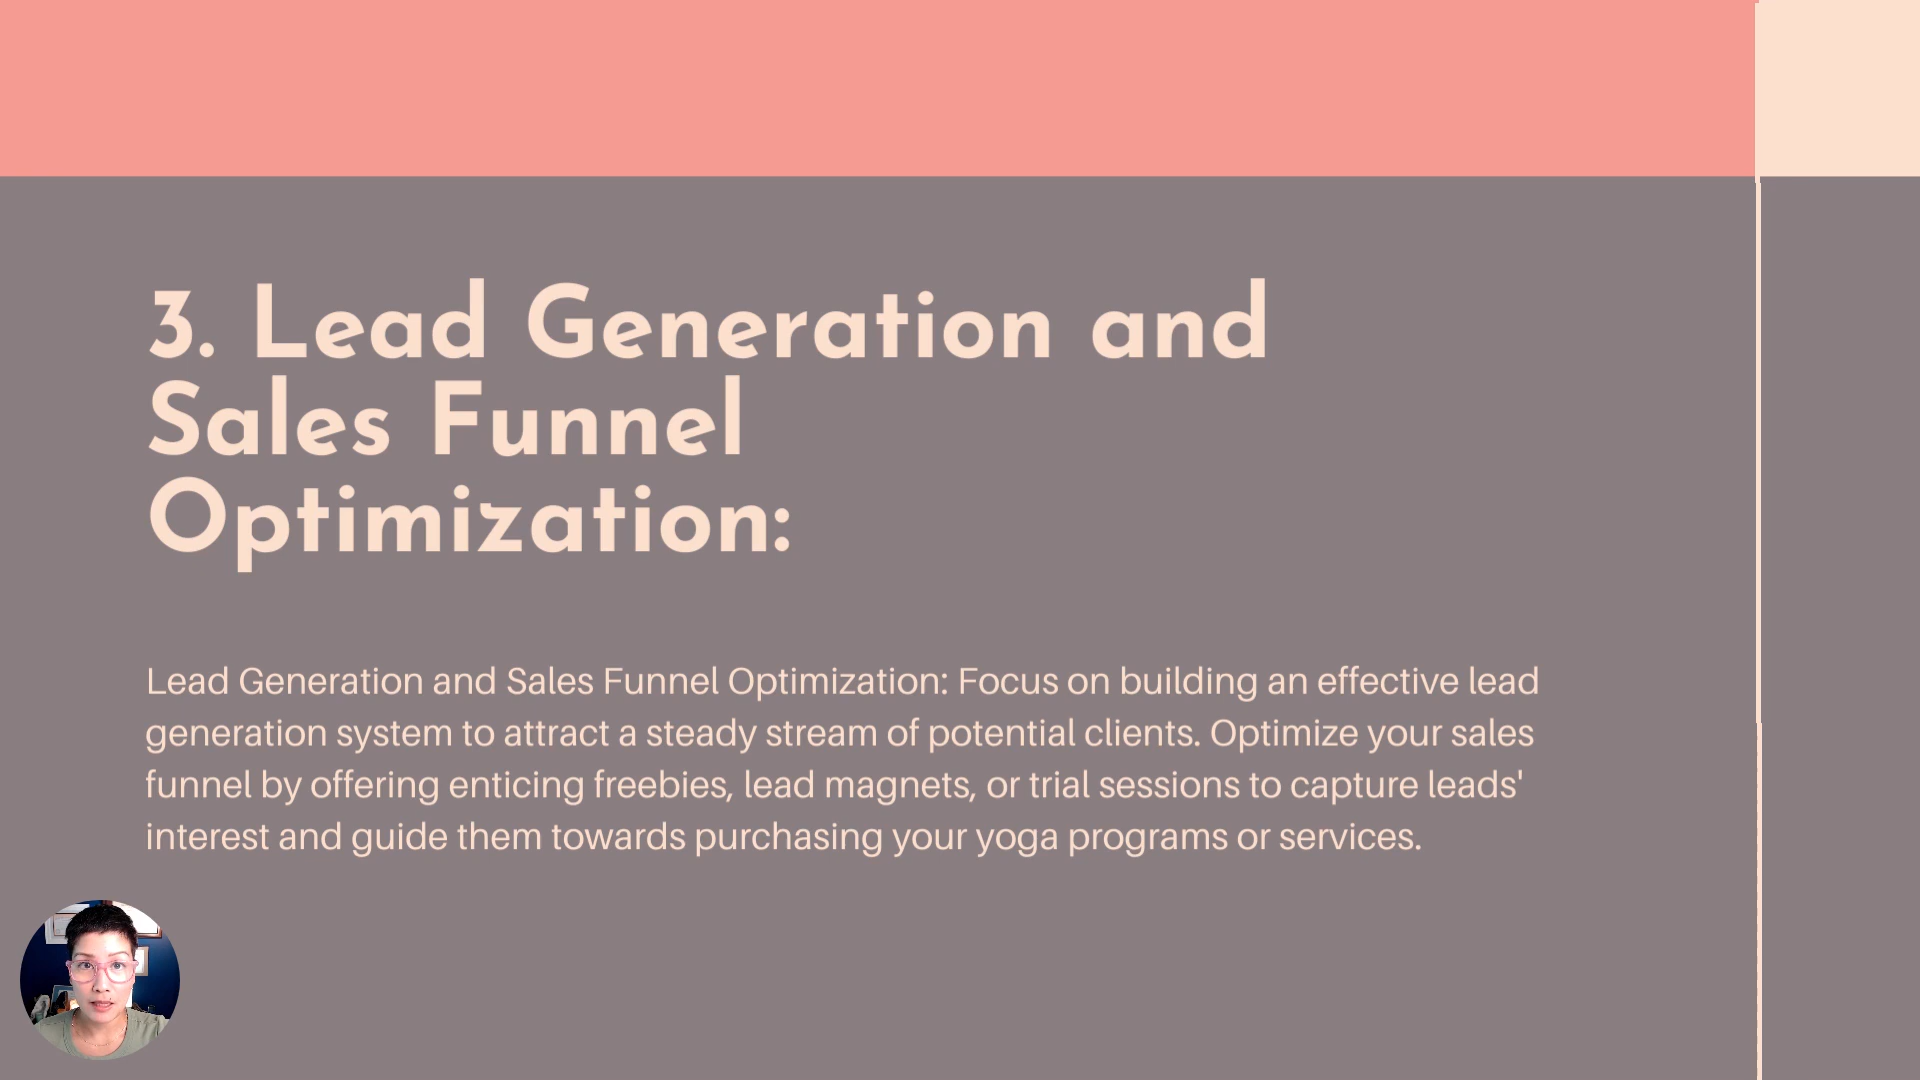 3. Lead Generation and
Sales Funnel
Optimization:
Lead Generation and Sales Funnel Optimization: Focus on building an effective lead
generation system to attract a steady stream of potential clients. Optimize your sales
funnel by offering enticing freebies, lead magnets, or trial sessions to capture leads'
interest and guide them towards purchasing your yoga programs or services.